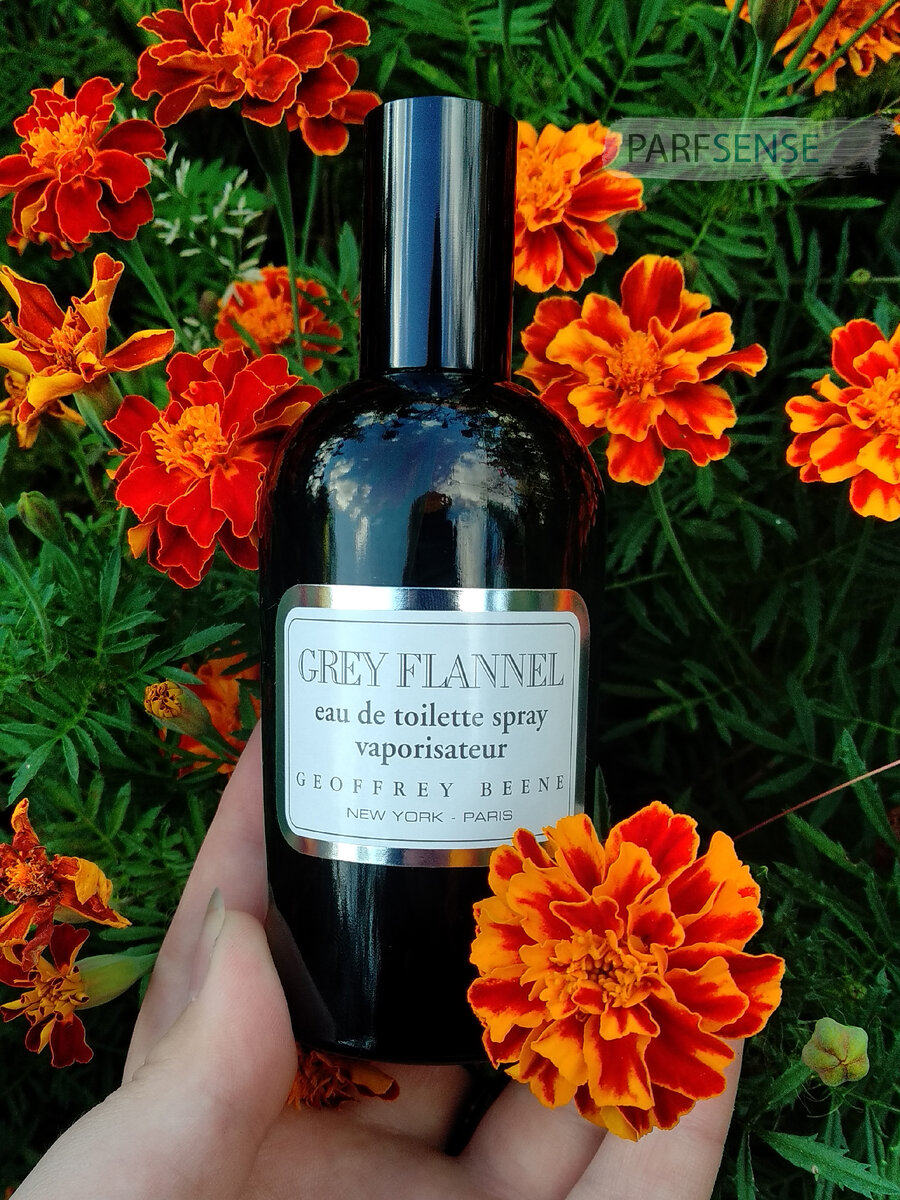 PARFSENSE
GREY FLANNEL
eau de toilette spray
vaporisateur
GEOFFREY BEENE
NEW YORK - PARIS